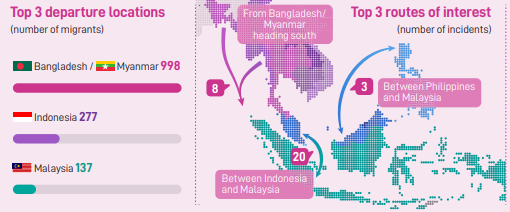 Top 3 departure locations
(number of migrants)
Bangladesh / Myanmar 998
Indonesia 277
Malaysia 137
From Bangladesh/
Myanmar
heading south
8
Top 3 routes of interest
(number of incidents)
3
Between Philippines
and Malaysia
20
Between Indonesia
and Malaysia